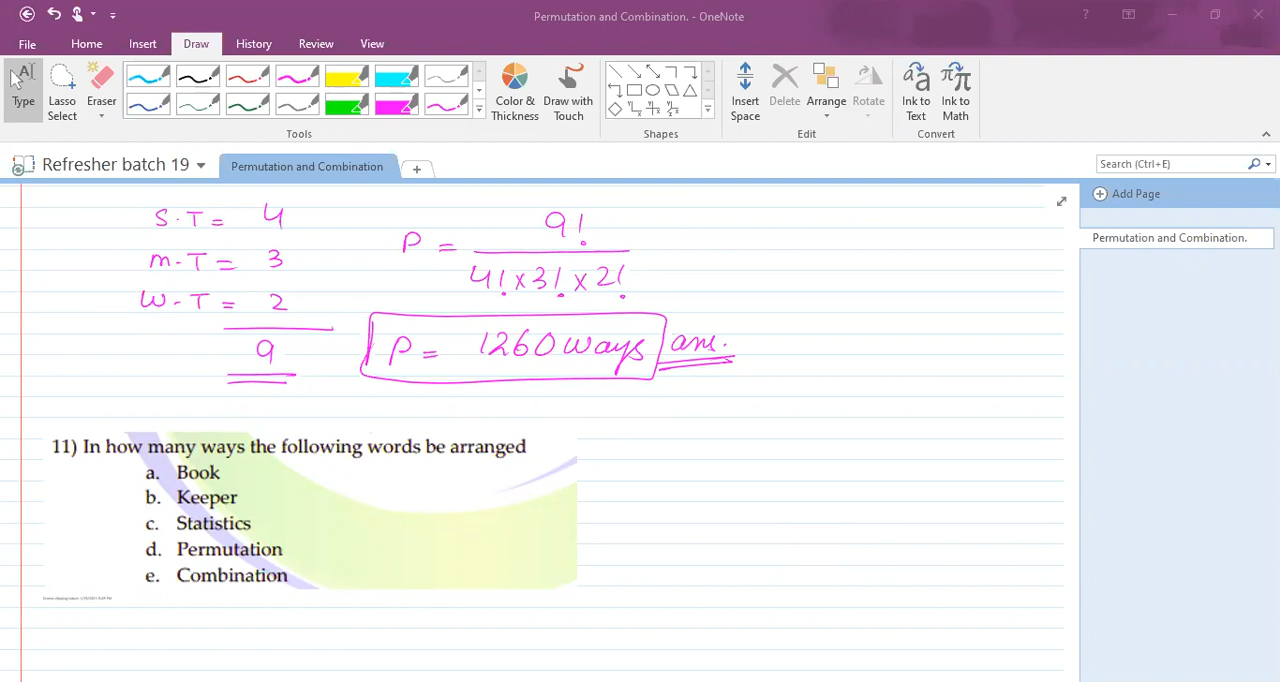 Permutation and Combination. - OneNote
File Home Insert Draw History Review View
Type
Lasso Select
Eraser
Color & Thickness
Draw with Touch
Insert Space
Delete
Arrange
Rotate
Ink to Text
Ink to Math
Tools
Shapes
Edit
Convert
Refresher batch 19
Permutation and Combination
Search (Ctrl+E)
Add Page
Permutation and Combination.
S.T = 4
m.T = 3
W-T = 2
9
P = 9! / 4! x 3! x 2!
P = 1260 ways ans.
11) In how many ways the following words be arranged
a. Book
b. Keeper
c. Statistics
d. Permutation
e. Combination